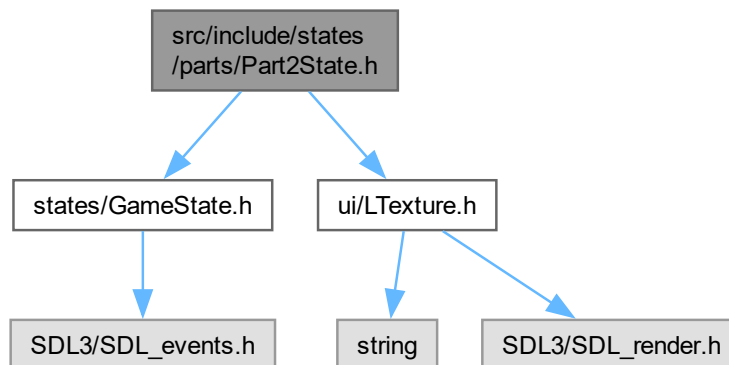 src/include/states
/parts/Part2State.h
states/GameState.h
ui/LTexture.h
SDL3/SDL_events.h
string
SDL3/SDL_render.h